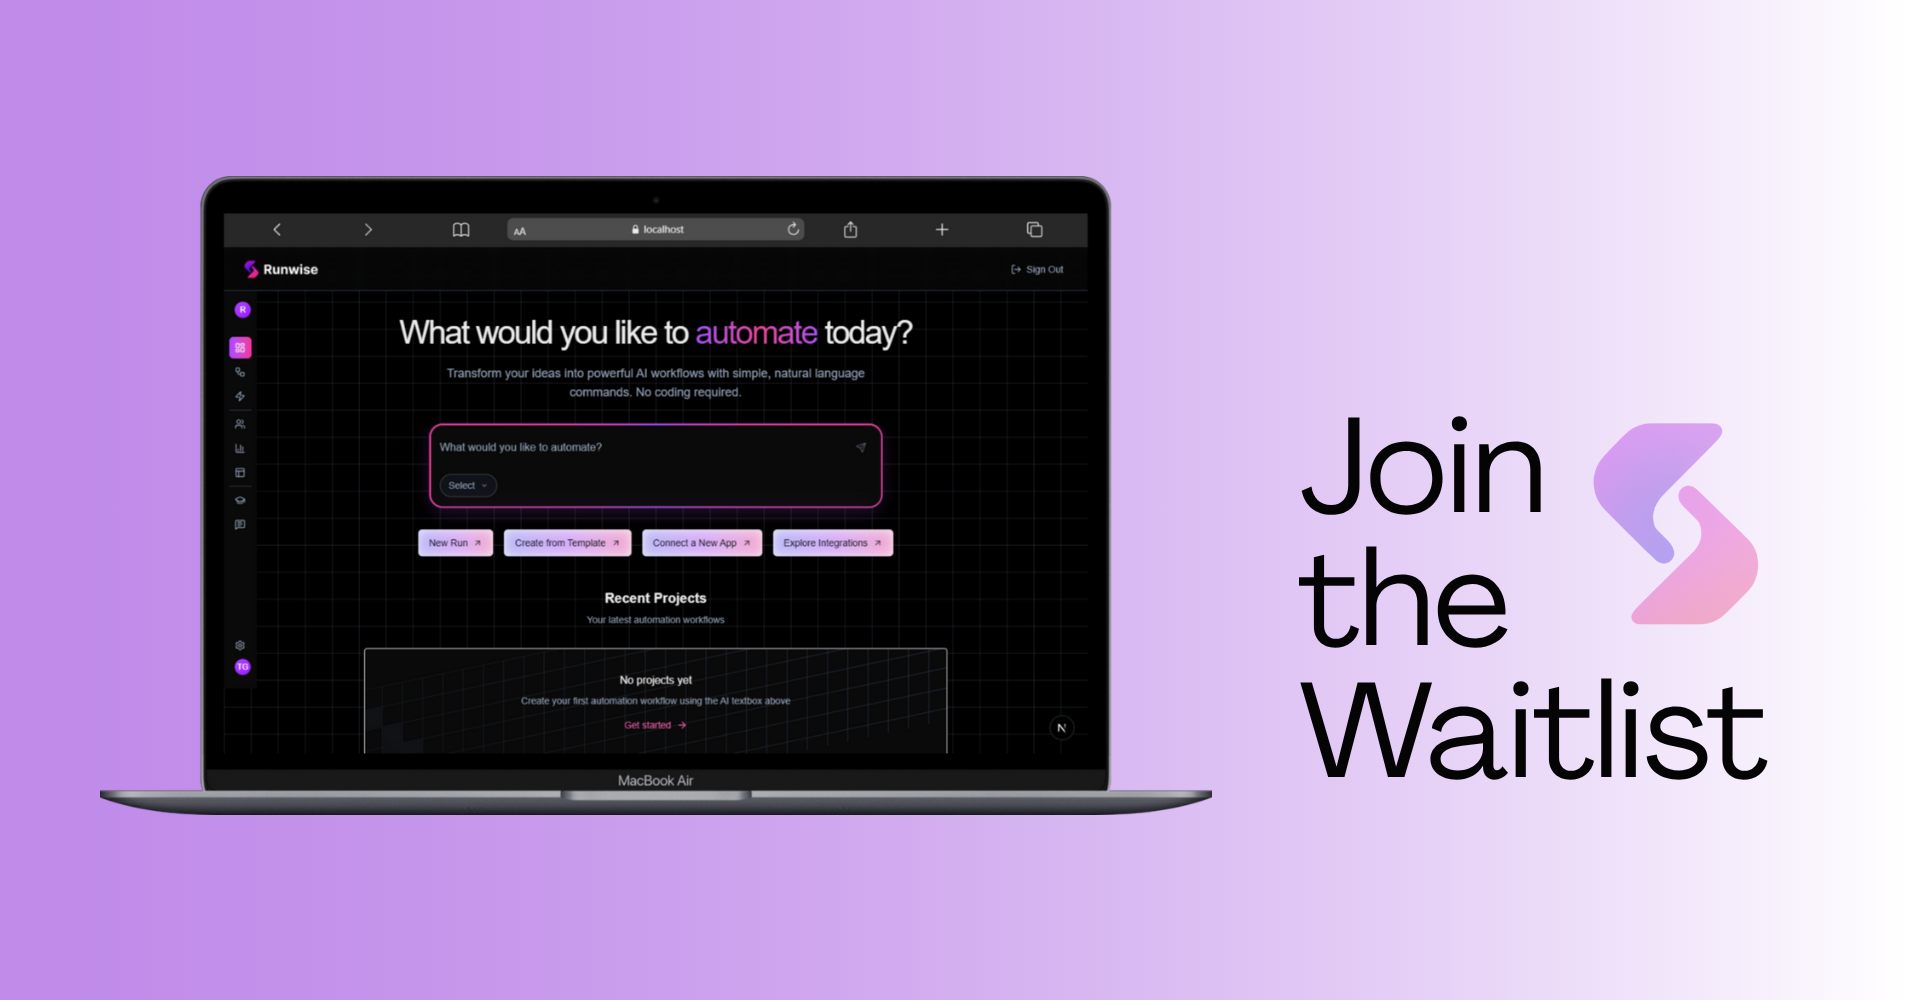 AA
localhost
Runwise
Sign Out
R
What would you like to automate today?
Transform your ideas into powerful AI workflows with simple, natural language
commands. No coding required.
What would you like to automate?
Select
New Run
Create from Template
Connect a New App
Explore Integrations
Recent Projects
Your latest automation workflows
TG
No projects yet
Create your first automation workflow using the AI textbox above
Get started
N
MacBook Air
Join
the
Waitlist